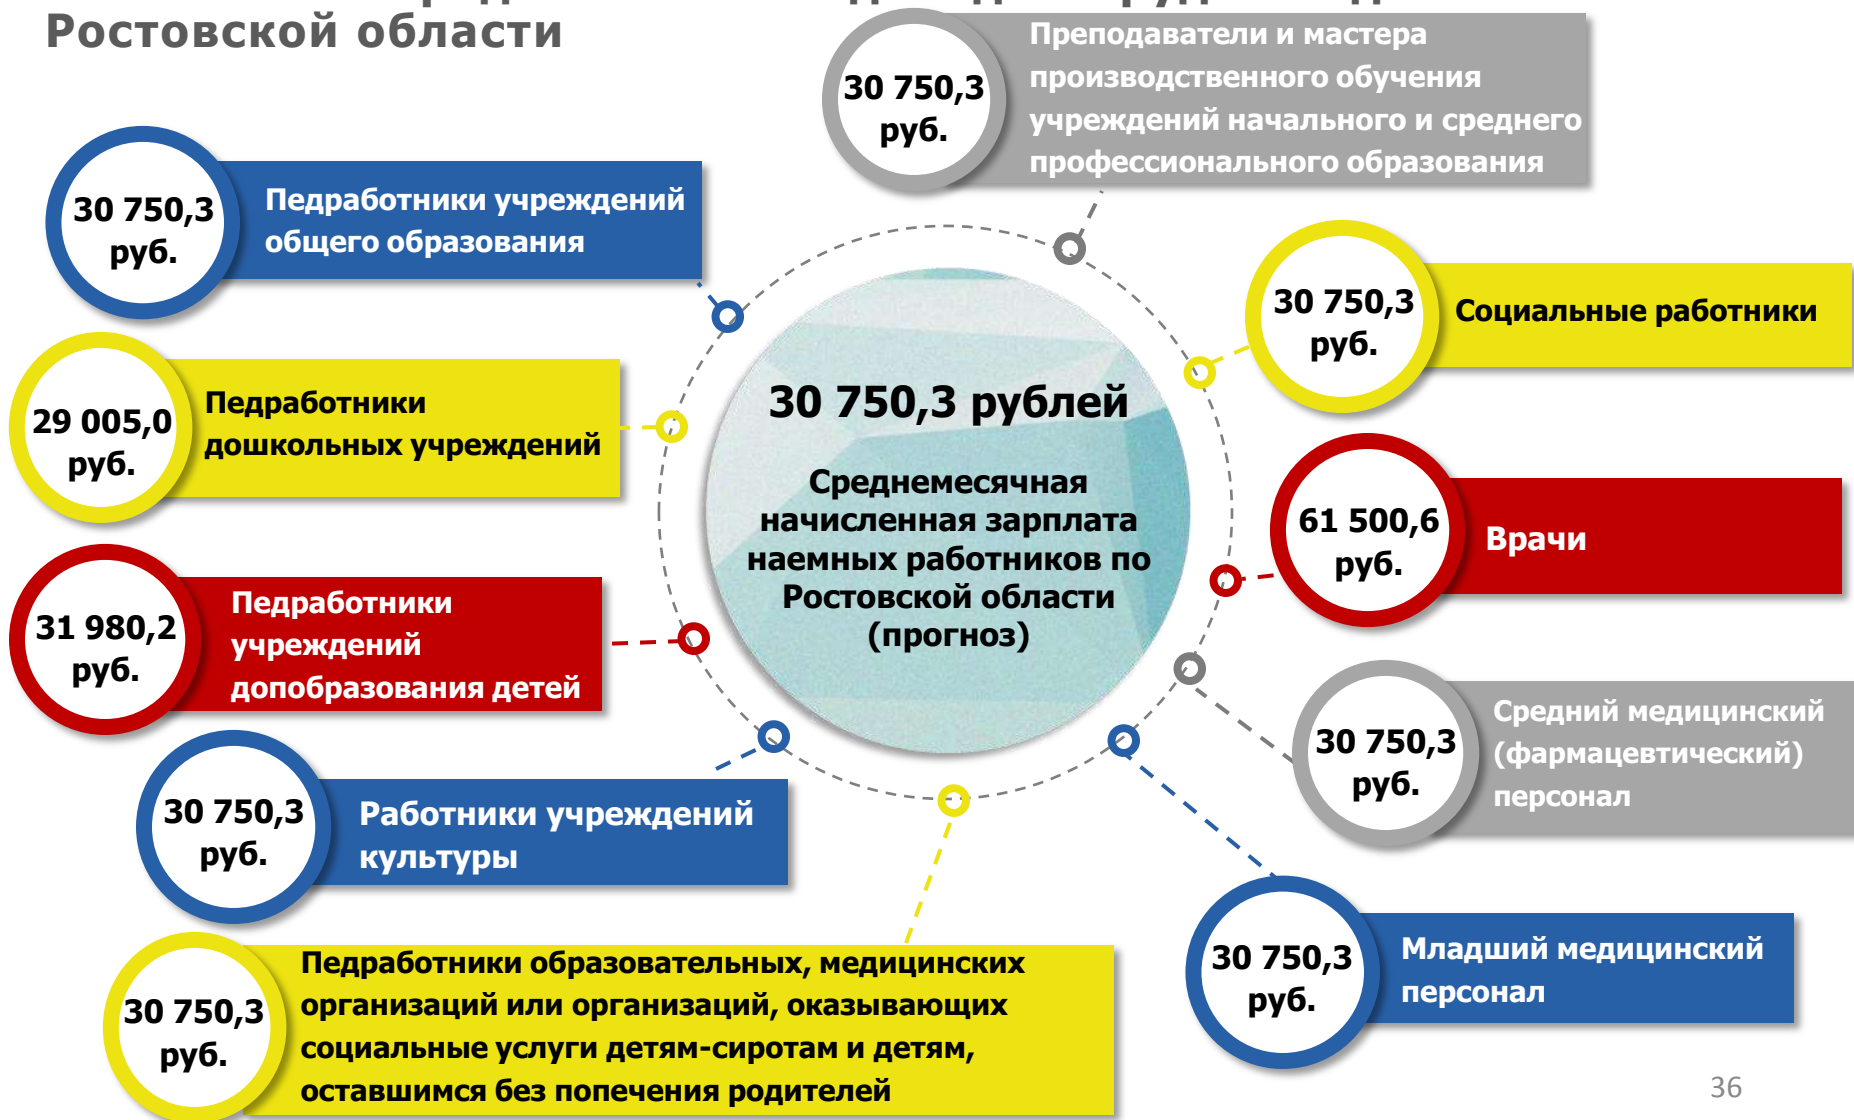 Ростовской области
30 750,3
руб.
Преподаватели и мастера
производственного обучения
учреждений начального и среднего
профессионального образования
30 750,3
руб.
Педработники учреждений
общего образования
30 750,3
руб.
Социальные работники
29 005,0
руб.
Педработники
дошкольных учреждений
30 750,3 рублей
Среднемесячная
начисленная зарплата
наемных работников по
Ростовской области
(прогноз)
61 500,6
руб.
Врачи
31 980,2
руб.
Педработники
учреждений
допобразования детей
30 750,3
руб.
Средний медицинский
(фармацевтический)
персонал
30 750,3
руб.
Работники учреждений
культуры
30 750,3
руб.
Младший медицинский
персонал
30 750,3
руб.
Педработники образовательных, медицинских
организаций или организаций, оказывающих
социальные услуги детям-сиротам и детям,
оставшимся без попечения родителей
36